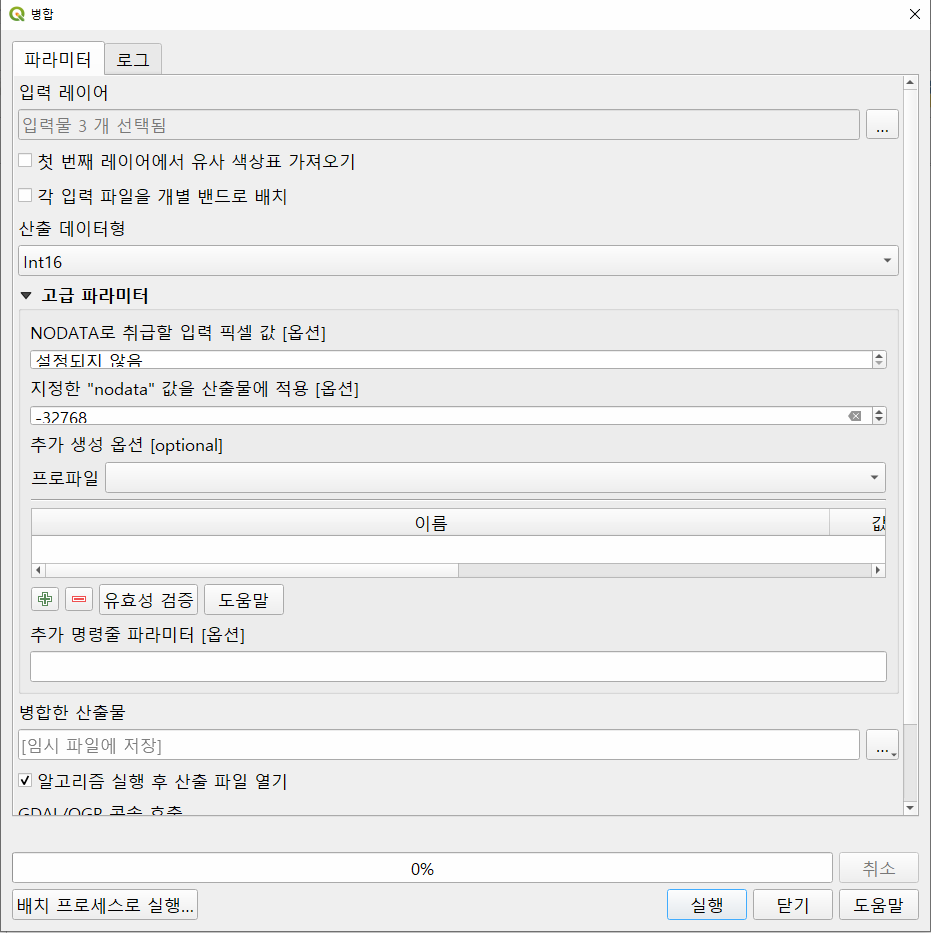 병합
파라미터
로그
입력 레이어
입력물 3 개 선택됨
...
첫 번째 레이어에서 유사 색상표 가져오기
각 입력 파일을 개별 밴드로 배치
산출 데이터형
Int16
고급 파라미터
NODATA로 취급할 입력 픽셀 값 [옵션]
설정되지 않음
지정한 "nodata" 값을 산출물에 적용 [옵션]
-32768
추가 생성 옵션 [optional]
프로파일
이름
값
유효성 검증
도움말
추가 명령줄 파라미터 [옵션]
병합한 산출물
[임시 파일에 저장]
...
알고리즘 실행 후 산출 파일 열기
GDAL/OGR 콘솔 호출
0%
취소
배치 프로세스로 실행...
실행
닫기
도움말